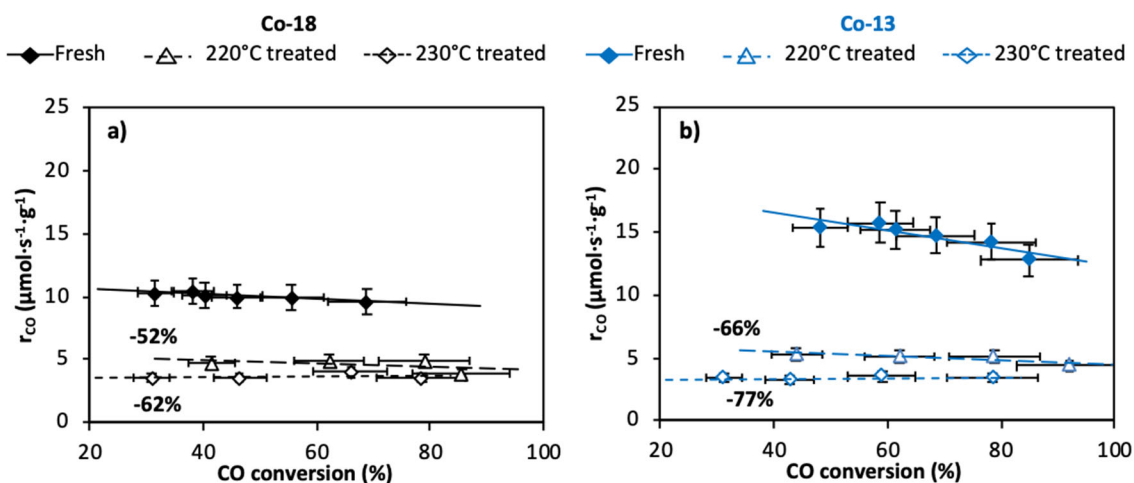 Co-18
Fresh 220°C treated 230°C treated
Co-13
Fresh 220°C treated 230°C treated
a)
25
20
15
10
5
0
r_CO (µmol·s⁻¹·g⁻¹)
-52%
-62%
20 40 60 80 100
CO conversion (%)
b)
25
20
15
10
5
0
r_CO (µmol·s⁻¹·g⁻¹)
-66%
-77%
20 40 60 80 100
CO conversion (%)